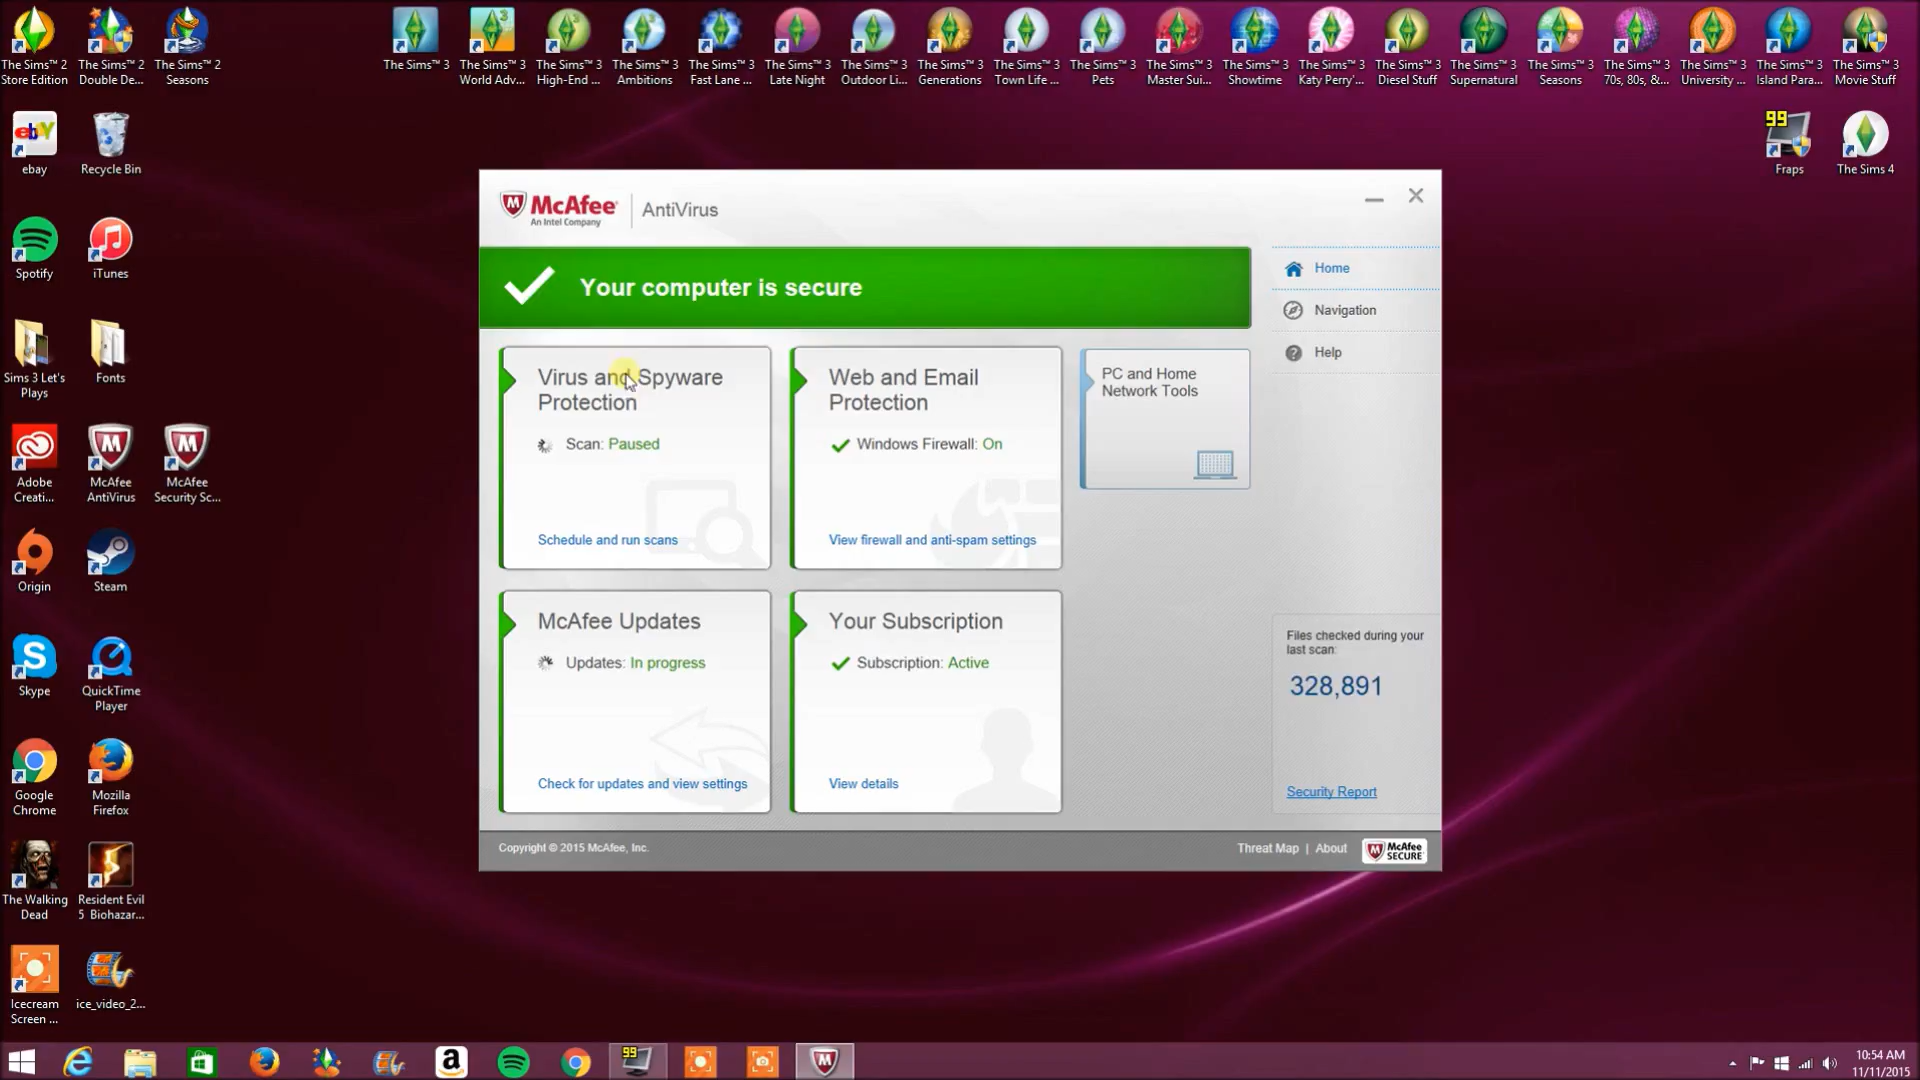 The Sims™ 2
Store Edition
The Sims™ 2
Double De...
The Sims™ 2
Seasons
The Sims™ 3
The Sims™ 3
World Adv...
The Sims™ 3
High-End ...
The Sims™ 3
Ambitions
The Sims™ 3
Fast Lane ...
The Sims™ 3
Late Night
The Sims™ 3
Outdoor Li...
The Sims™ 3
Generations
The Sims™ 3
Town Life ...
The Sims™ 3
Pets
The Sims™ 3
Master Sui...
The Sims™ 3
Showtime
The Sims™ 3
Katy Perry'...
The Sims™ 3
Diesel Stuff
The Sims™ 3
Supernatural
The Sims™ 3
Seasons
The Sims™ 3
70s, 80s, &...
The Sims™ 3
University ...
The Sims™ 3
Island Para...
The Sims™ 3
Movie Stuff
ebay
Recycle Bin
99
Fraps
The Sims 4
Spotify
iTunes
Sims 3 Let's
Plays
Fonts
Adobe
Creati...
McAfee
AntiVirus
McAfee
Security Sc...
Origin
Steam
Skype
QuickTime
Player
Google
Chrome
Mozilla
Firefox
The Walking
Dead
Resident Evil
5 Biohazar...
Icecream
Screen ...
ice_video_2...
McAfee
An Intel Company
AntiVirus
Your computer is secure
Home
Navigation
Help
Virus and Spyware
Protection
Scan: Paused
Schedule and run scans
Web and Email
Protection
Windows Firewall: On
View firewall and anti-spam settings
PC and Home
Network Tools
McAfee Updates
Updates: In progress
Check for updates and view settings
Your Subscription
Subscription: Active
View details
Files checked during your
last scan:
328,891
Security Report
Copyright © 2015 McAfee, Inc.
Threat Map | About
McAfee
SECURE
99
10:54 AM
11/11/2015